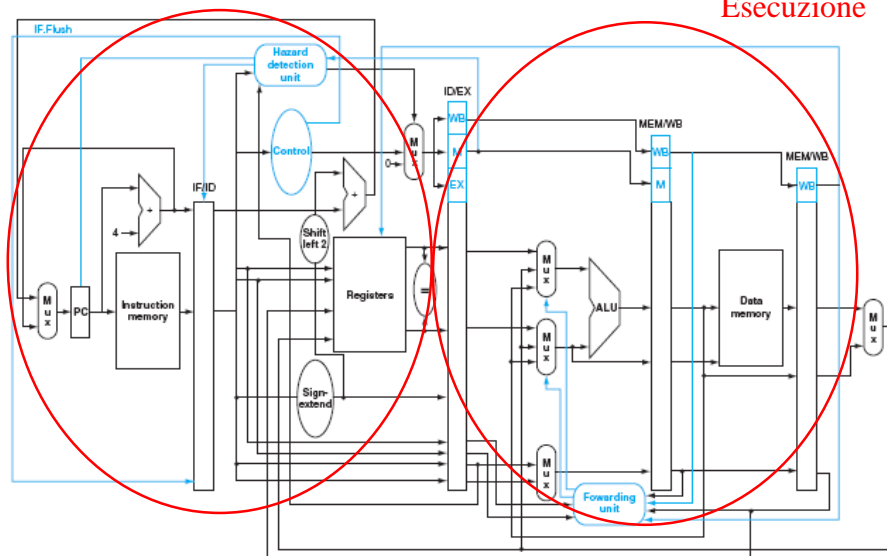 Esecuzione
IF.Flush
Hazard
detection
unit
ID/EX
WB
M
EX
Control
M
u
x
0
MEM/WB
WB
M
MEM/WB
WB
IF/ID
+
4
+
Shift
left 2
M
u
x
PC
Instruction
memory
Registers
=
M
u
x
ALU
M
u
x
Data
memory
M
u
x
Sign-
extend
M
u
x
Fowarding
unit